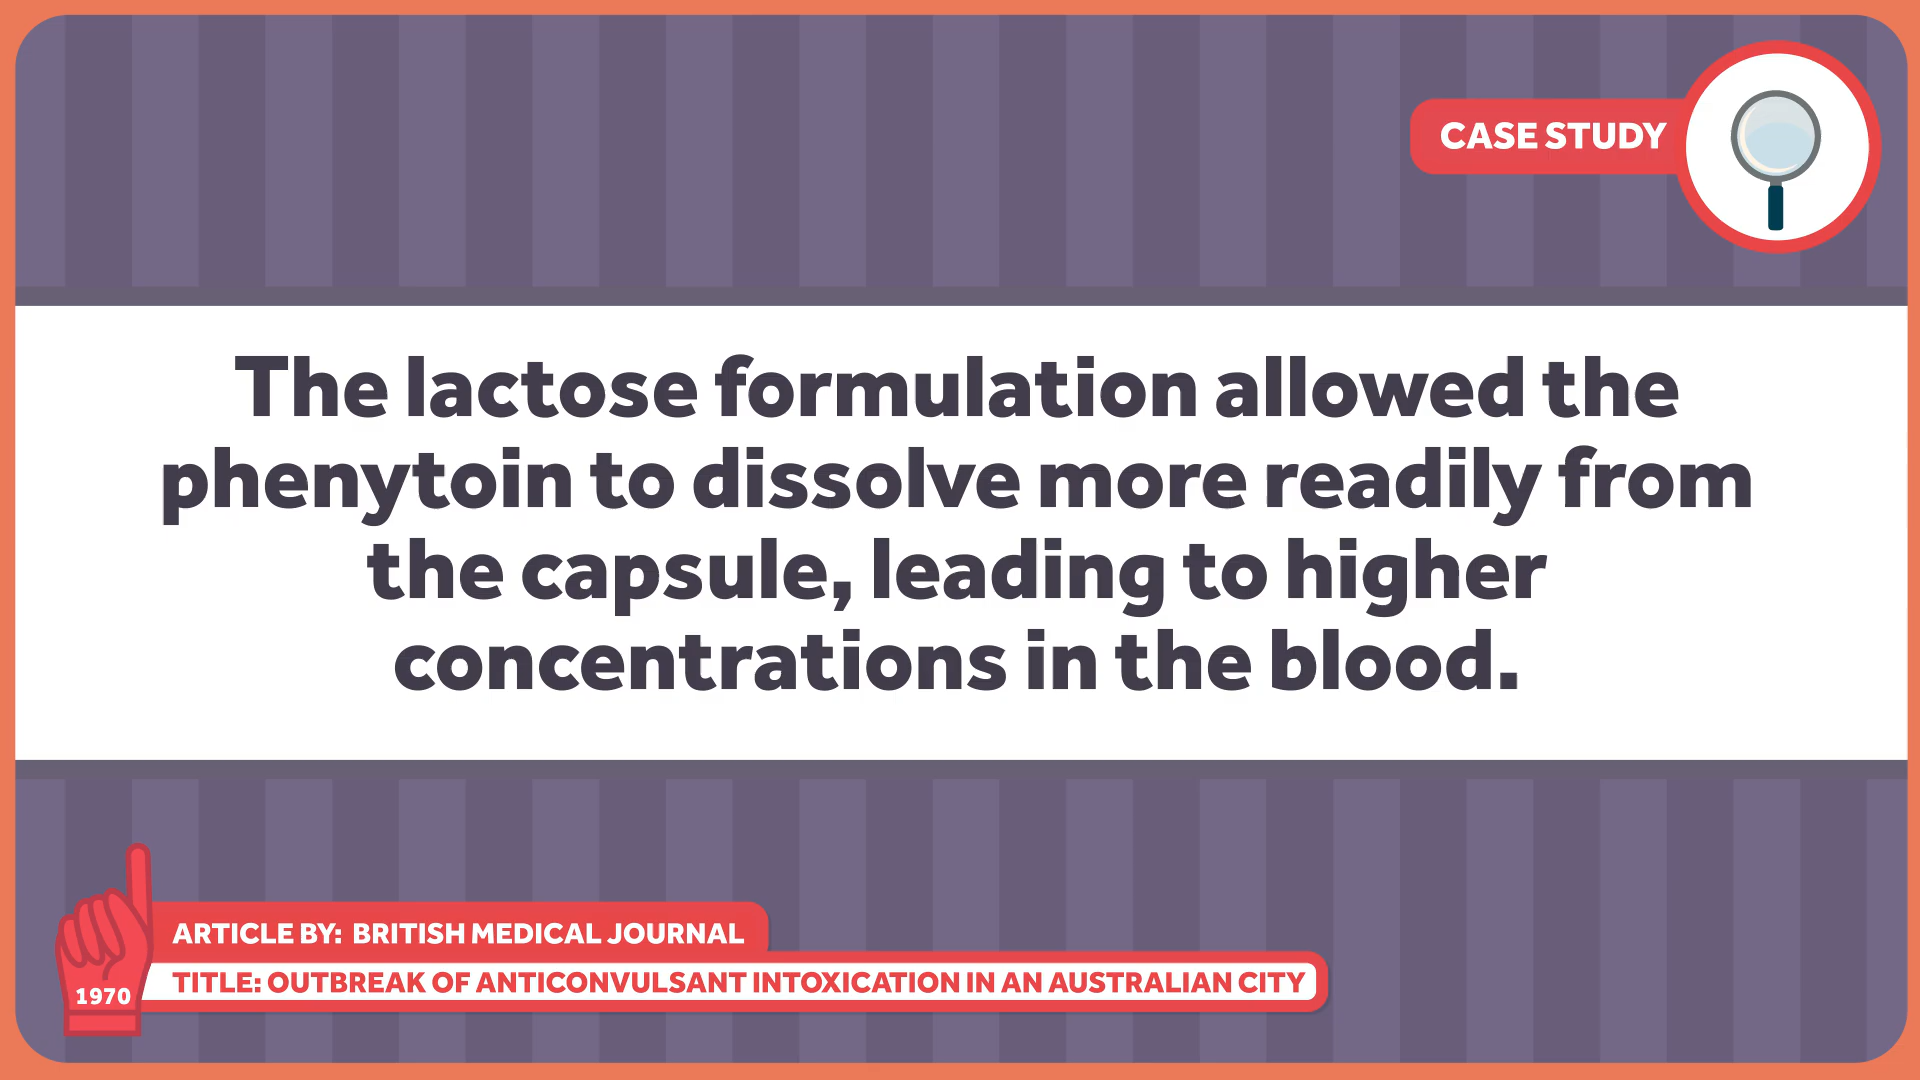 CASE STUDY
The lactose formulation allowed the
phenytoin to dissolve more readily from
the capsule, leading to higher
concentrations in the blood.
ARTICLE BY: BRITISH MEDICAL JOURNAL
TITLE: OUTBREAK OF ANTICONVULSANT INTOXICATION IN AN AUSTRALIAN CITY
1970